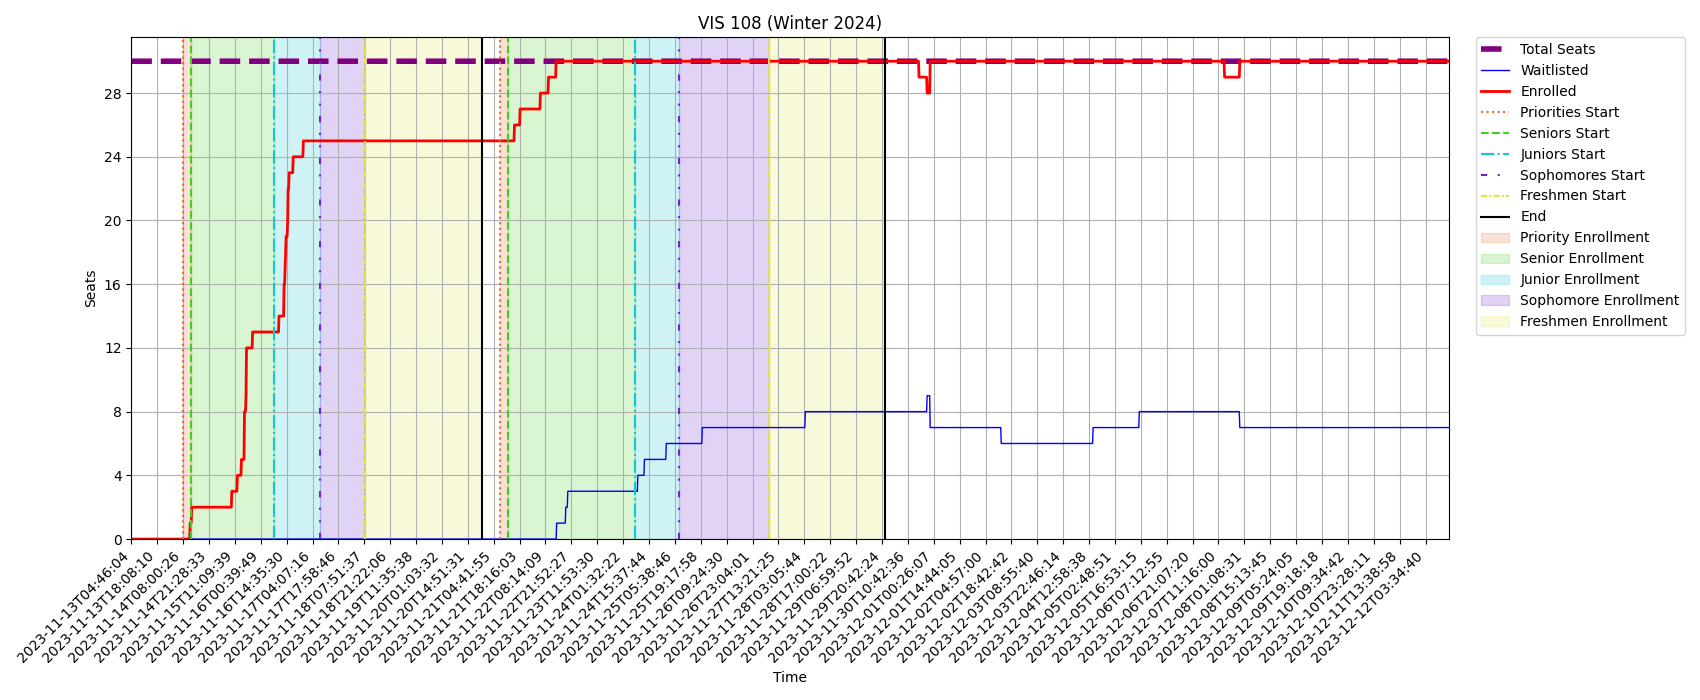 VIS 108 (Winter 2024)
Seats
28
24
20
16
12
8
4
0
2023-11-13T04:46:04
2023-11-13T18:08:10
2023-11-14T08:00:26
2023-11-14T21:28:33
2023-11-15T11:09:39
2023-11-16T00:39:49
2023-11-16T14:35:30
2023-11-17T04:07:16
2023-11-17T17:58:46
2023-11-18T07:51:37
2023-11-18T21:22:06
2023-11-19T11:35:38
2023-11-20T01:03:32
2023-11-20T14:51:31
2023-11-21T04:41:55
2023-11-21T18:16:03
2023-11-22T08:14:09
2023-11-22T21:52:27
2023-11-23T11:53:30
2023-11-24T01:32:22
2023-11-24T15:37:44
2023-11-25T05:38:46
2023-11-25T19:17:58
2023-11-26T09:24:30
2023-11-26T23:04:01
2023-11-27T13:21:25
2023-11-28T03:05:44
2023-11-28T17:00:22
2023-11-29T06:59:52
2023-11-29T20:42:24
2023-11-30T10:42:36
2023-12-01T00:26:07
2023-12-01T14:44:05
2023-12-02T04:57:00
2023-12-02T18:42:42
2023-12-03T08:55:40
2023-12-03T22:46:14
2023-12-04T12:58:38
2023-12-05T02:48:51
2023-12-05T16:53:15
2023-12-06T07:12:55
2023-12-06T21:07:20
2023-12-07T11:16:00
2023-12-08T01:08:31
2023-12-08T15:13:45
2023-12-09T05:24:05
2023-12-09T19:18:18
2023-12-10T09:34:42
2023-12-10T23:28:11
2023-12-11T13:38:58
2023-12-12T03:34:40
Time
Total Seats
Waitlisted
Enrolled
Priorities Start
Seniors Start
Juniors Start
Sophomores Start
Freshmen Start
End
Priority Enrollment
Senior Enrollment
Junior Enrollment
Sophomore Enrollment
Freshmen Enrollment